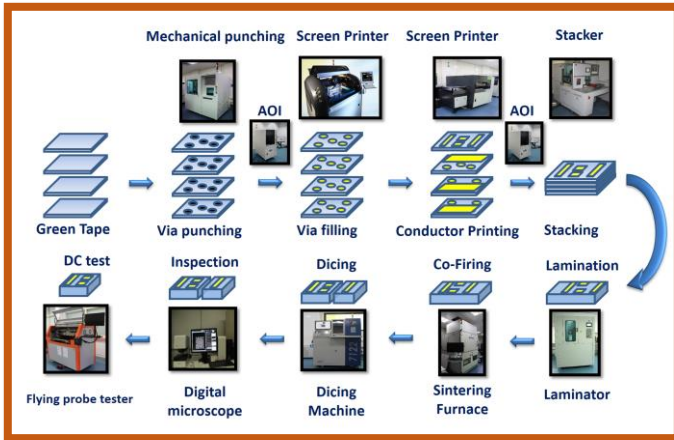 Mechanical punching
Screen Printer
Screen Printer
Stacker
AOI
AOI
Green Tape
Via punching
Via filling
Conductor Printing
Stacking
DC test
Inspection
Dicing
Co-Firing
Lamination
Flying probe tester
Digital
microscope
Dicing
Machine
Sintering
Furnace
Laminator